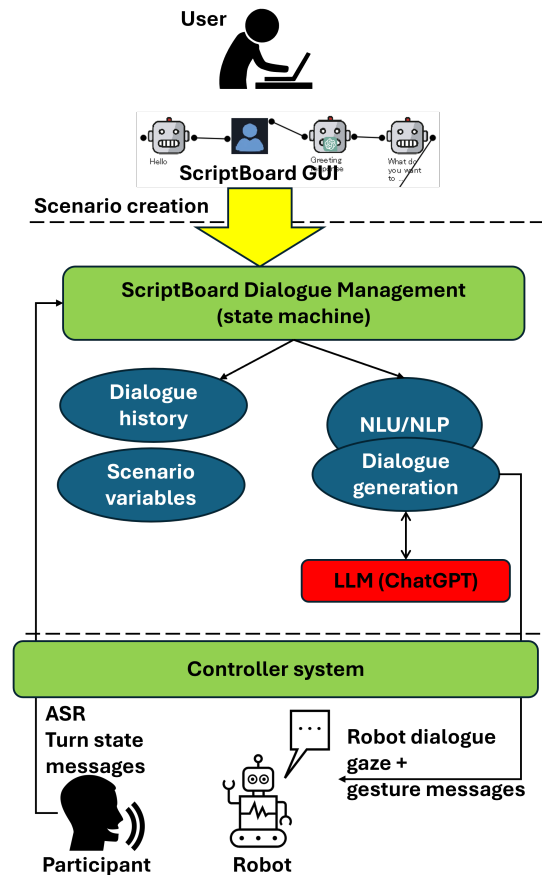 User
Hello
Greeting
What do
you want
to ...
ScriptBoard GUI
Scenario creation
ScriptBoard Dialogue Management
(state machine)
Dialogue
history
NLU/NLP
Scenario
variables
Dialogue
generation
LLM (ChatGPT)
Controller system
ASR
Turn state
messages
...
Robot dialogue
gaze +
gesture messages
Participant
Robot